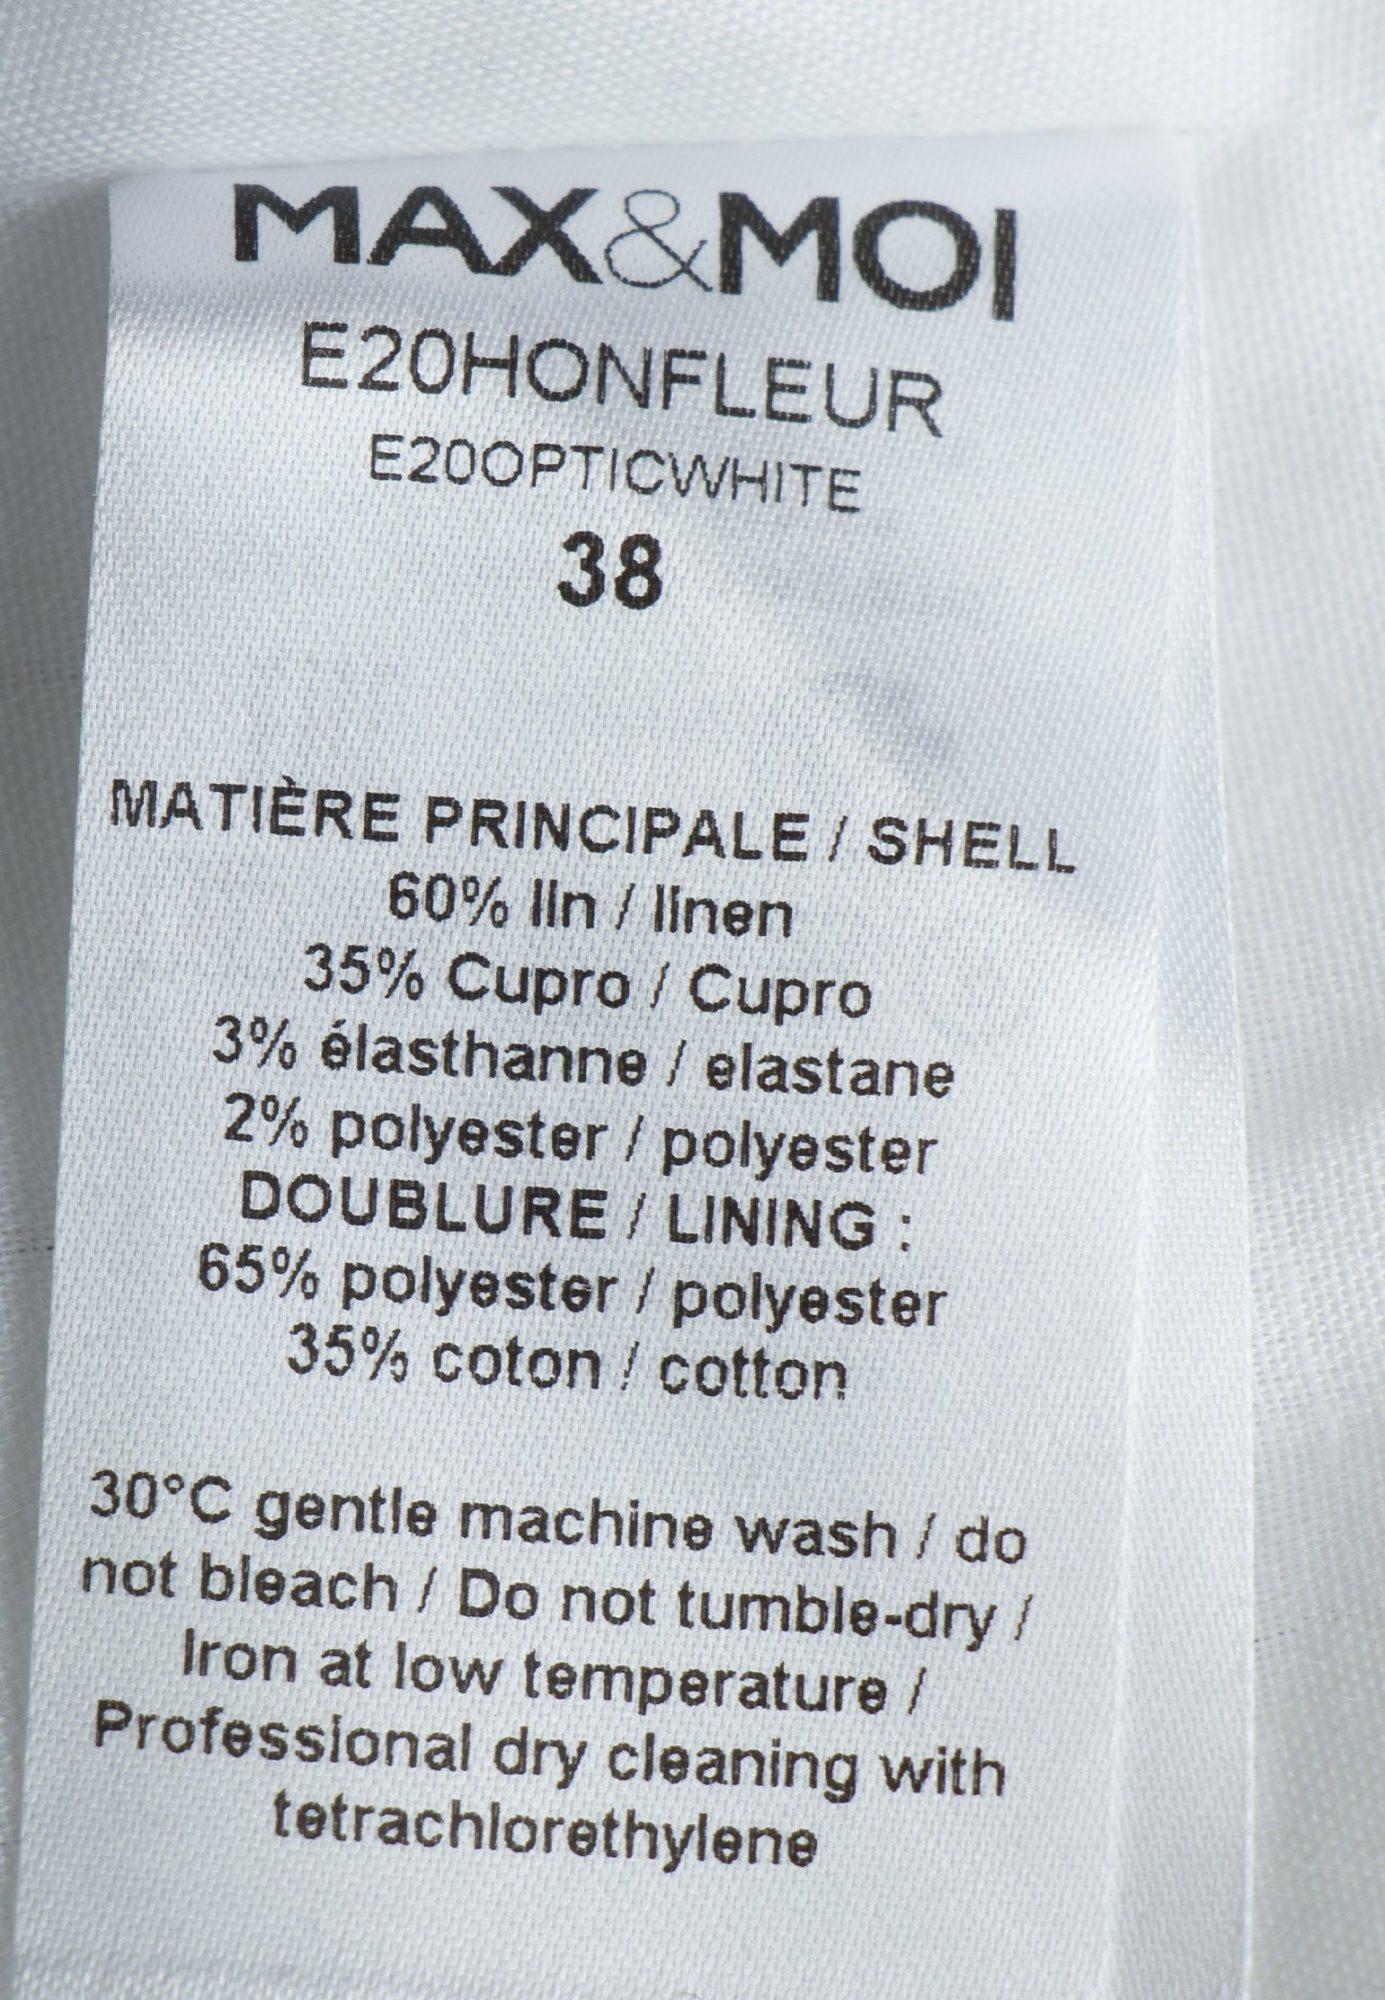 MAX&MOI
E20HONFLEUR
E20OPTICWHITE
38
MATIÈRE PRINCIPALE / SHELL
60% lin / linen
35% Cupro / Cupro
3% élasthanne / elastane
2% polyester / polyester
DOUBLURE / LINING :
65% polyester / polyester
35% coton / cotton
30°C gentle machine wash / do
not bleach / Do not tumble-dry /
Iron at low temperature /
Professional dry cleaning with
tetrachlorethylene